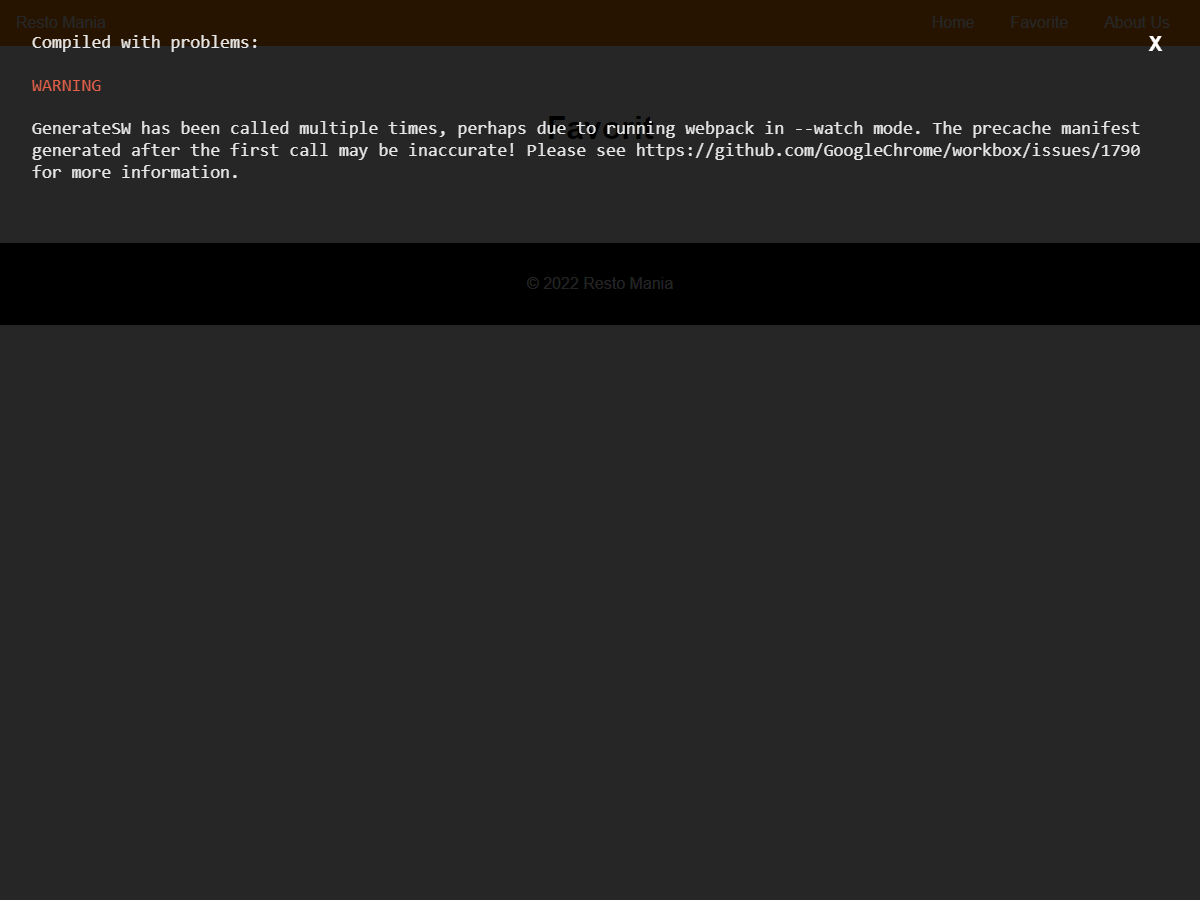 Resto Mania
Home Favorite About Us
Compiled with problems:
X
WARNING
Favorit
GenerateSW has been called multiple times, perhaps due to running webpack in --watch mode. The precache manifest
generated after the first call may be inaccurate! Please see https://github.com/GoogleChrome/workbox/issues/1790
for more information.
© 2022 Resto Mania